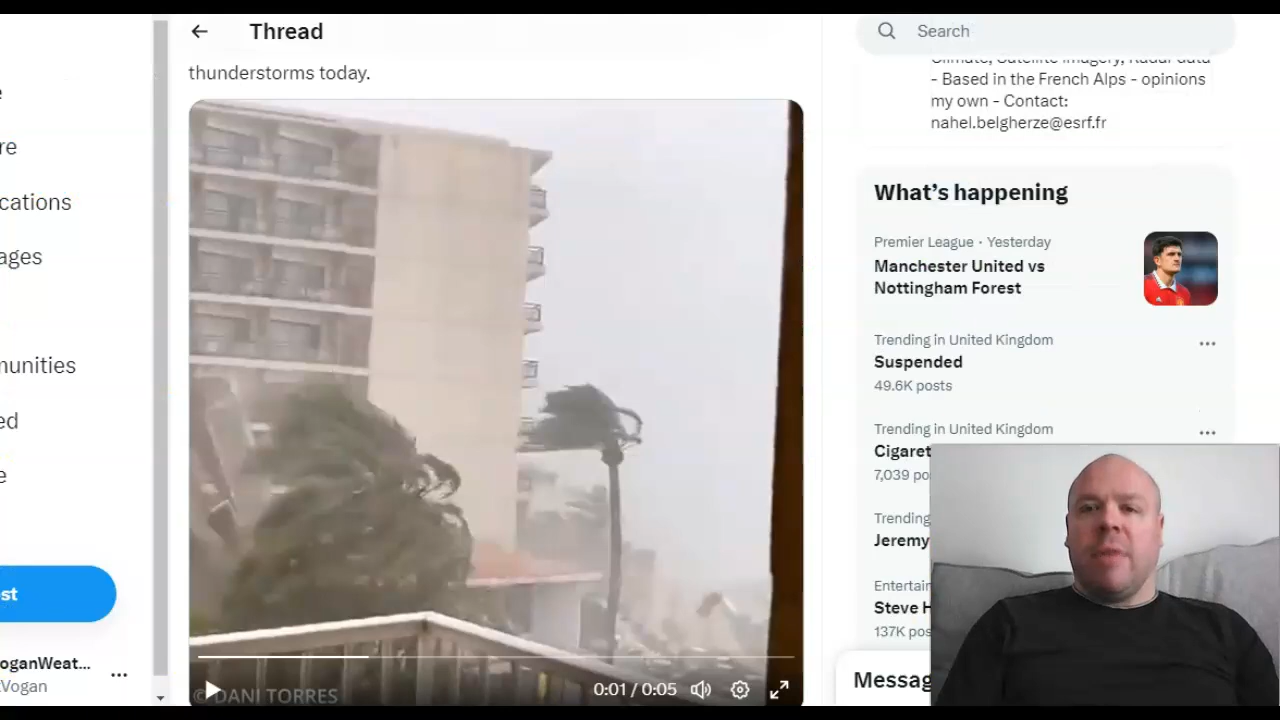 Thread
thunderstorms today.
© DANI TORRES
0:01 / 0:05
re
cations
ages
nunities
ed
e
st
oganWeat...
Vogan
Search
- Based in the French Alps - opinions
my own - Contact:
nahel.belgherze@esrf.fr
What's happening
Premier League · Yesterday
Manchester United vs
Nottingham Forest
Trending in United Kingdom
Suspended
49.6K posts
Trending in United Kingdom
Cigaret
7,039 po
Trending
Jeremy
Entertain
Steve H
137K pos
Messag